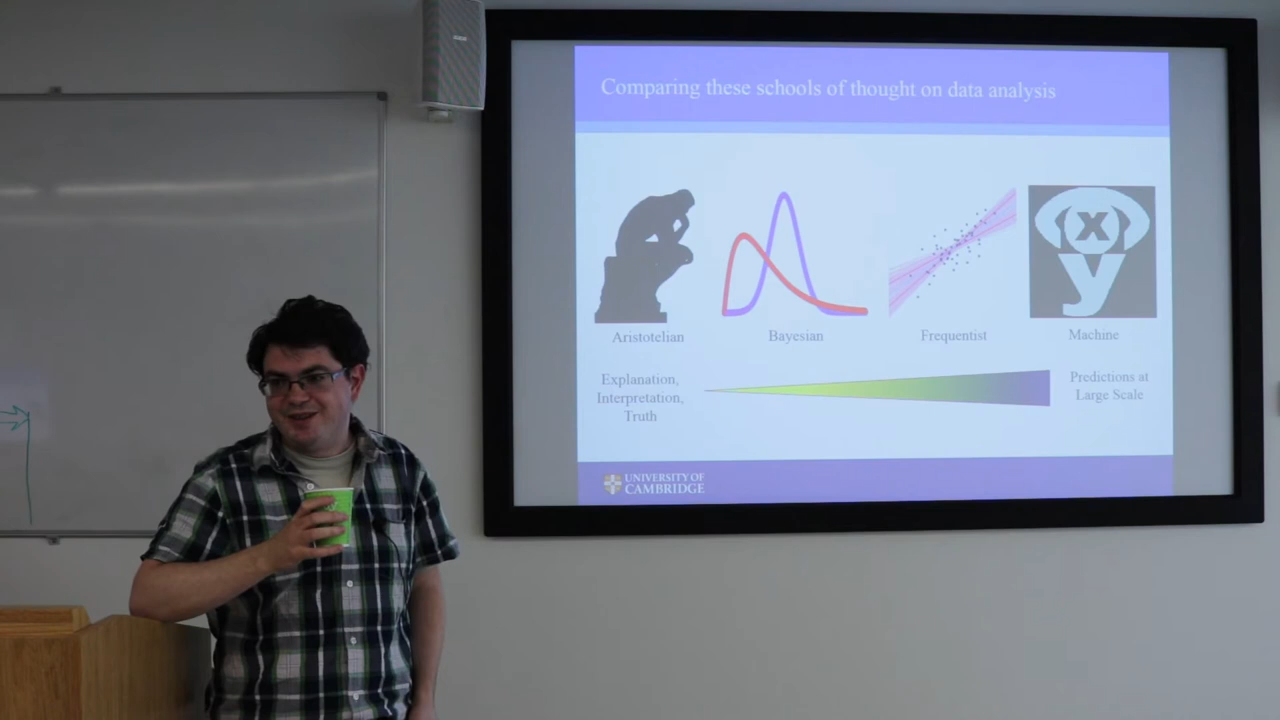 Comparing these schools of thought on data analysis
x
y
Aristotelian
Bayesian
Frequentist
Machine
Explanation,
Interpretation,
Truth
Predictions at
Large Scale
UNIVERSITY OF
CAMBRIDGE